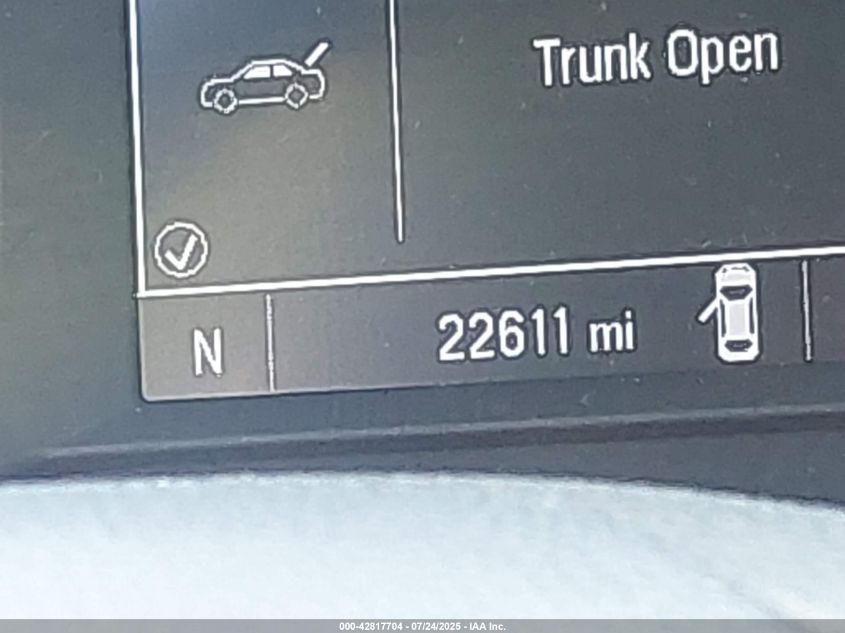 Trunk Open
N
22611 mi
000-42817704 - 07/24/2025 - IAA Inc.